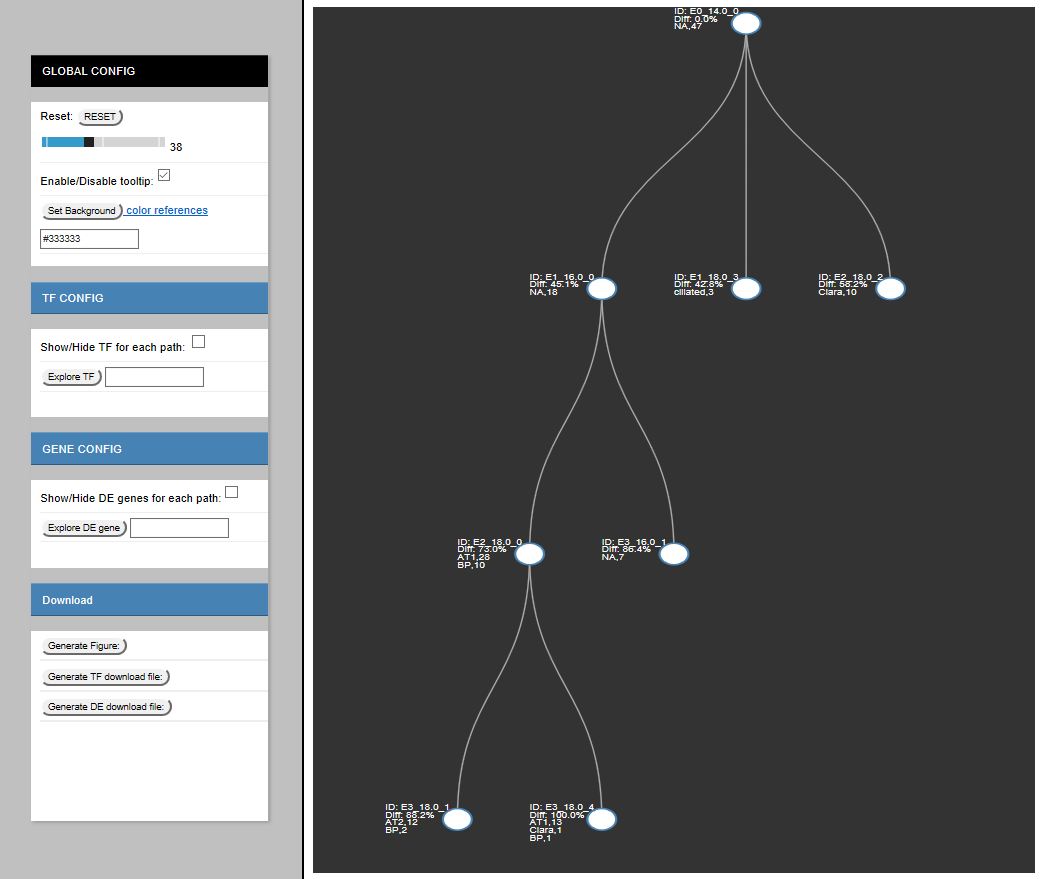 GLOBAL CONFIG
Reset: RESET
38
Enable/Disable tooltip:
Set Background color references
#333333
TF CONFIG
Show/Hide TF for each path:
Explore TF
GENE CONFIG
Show/Hide DE genes for each path:
Explore DE gene
Download
Generate Figure:
Generate TF download file:
Generate DE download file:
ID: E0_14.0_0
Diff: 0.0%
NA,47
ID: E1_16.0_0
Diff: 45.1%
NA,18
ID: E1_18.0_3
Diff: 42.8%
ciliated,3
ID: E2_18.0_2
Diff: 58.2%
Clara,10
ID: E2_18.0_0
Diff: 73.0%
AT1,28
BP,10
ID: E3_16.0_1
Diff: 86.4%
NA,7
ID: E3_18.0_1
Diff: 88.2%
AT2,12
BP,2
ID: E3_18.0_4
Diff: 100.0%
AT1,13
Clara,1
BP,1